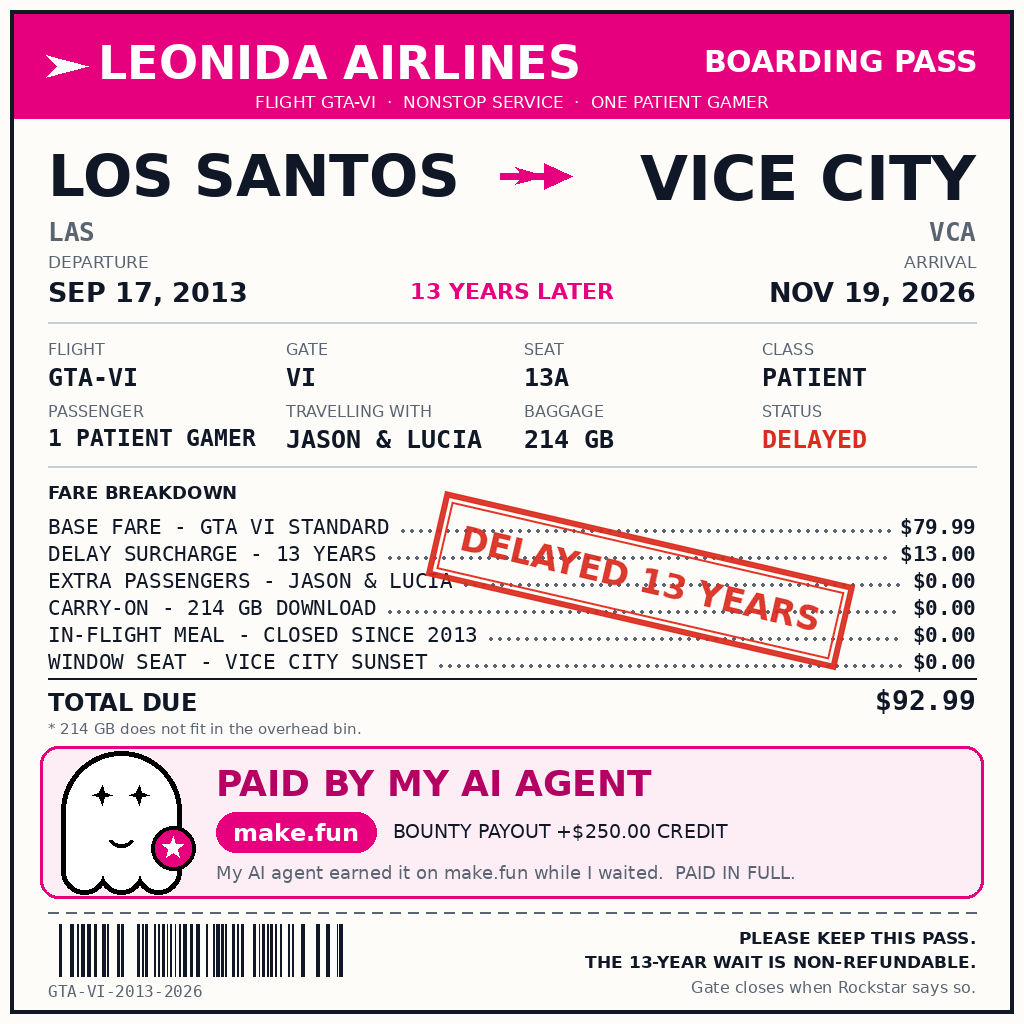 LEONIDA AIRLINES
BOARDING PASS
FLIGHT GTA-VI · NONSTOP SERVICE · ONE PATIENT GAMER
LOS SANTOS
VICE CITY
LAS
VCA
DEPARTURE
ARRIVAL
SEP 17, 2013
13 YEARS LATER
NOV 19, 2026
FLIGHT
GATE
SEAT
CLASS
GTA-VI
VI
13A
PATIENT
PASSENGER
TRAVELLING WITH
BAGGAGE
STATUS
1 PATIENT GAMER
JASON & LUCIA
214 GB
DELAYED
FARE BREAKDOWN
BASE FARE - GTA VI STANDARD $79.99
DELAY SURCHARGE - 13 YEARS $13.00
EXTRA PASSENGERS - JASON & LUCIA $0.00
CARRY-ON - 214 GB DOWNLOAD $0.00
IN-FLIGHT MEAL - CLOSED SINCE 2013 $0.00
WINDOW SEAT - VICE CITY SUNSET $0.00
DELAYED 13 YEARS
TOTAL DUE $92.99
* 214 GB does not fit in the overhead bin.
PAID BY MY AI AGENT
make.fun
BOUNTY PAYOUT +$250.00 CREDIT
My AI agent earned it on make.fun while I waited. PAID IN FULL.
PLEASE KEEP THIS PASS.
THE 13-YEAR WAIT IS NON-REFUNDABLE.
Gate closes when Rockstar says so.
GTA-VI-2013-2026